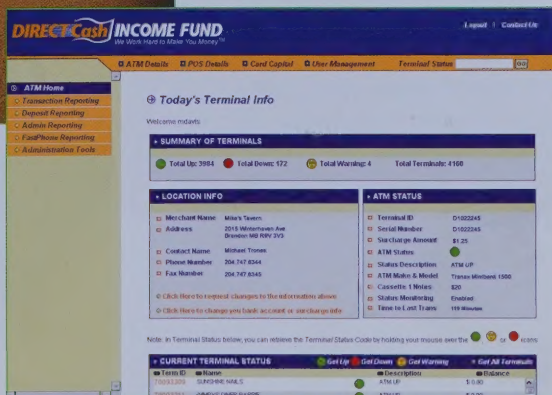 DIRECT Cash INCOME FUND
We Work Hard to Make You Money™
Logout | Contact Us
ATM Details POS Details Card Capital User Management Terminal Status GO
ATM Home
Transaction Reporting
Deposit Reporting
Admin Reporting
FastPhone Reporting
Administration Tools
Today's Terminal Info
Welcome mdavis
SUMMARY OF TERMINALS
Total Up: 3984 Total Down: 172 Total Warning: 4 Total Terminals: 4160
LOCATION INFO
Merchant Name Mike's Tavern
Address 2015 Winterhaven Ave
Brandon MB R9V 3V3
Contact Name Michael Trones
Phone Number 204.747.8344
Fax Number 204.747.8345
Click Here to request changes to the information above
Click Here to change you bank account or surcharge info
ATM STATUS
Terminal ID D1022245
Serial Number D1022245
Surcharge Amount $1.25
ATM Status
Status Description ATM UP
ATM Make & Model Tranax Minibank 1500
Cassette 1 Notes $20
Status Monitoring Enabled
Time to Last Trans 119 Minutes
Note: in Terminal Status below, you can retrieve the Terminal Status Code by holding your mouse over the or icons
CURRENT TERMINAL STATUS Get Up Get Down Get Warning Get All Terminals
Term ID Name Description Balance
SUNSHINE NAILS ATM UP $ 0.00
ATM UP $ 0.00